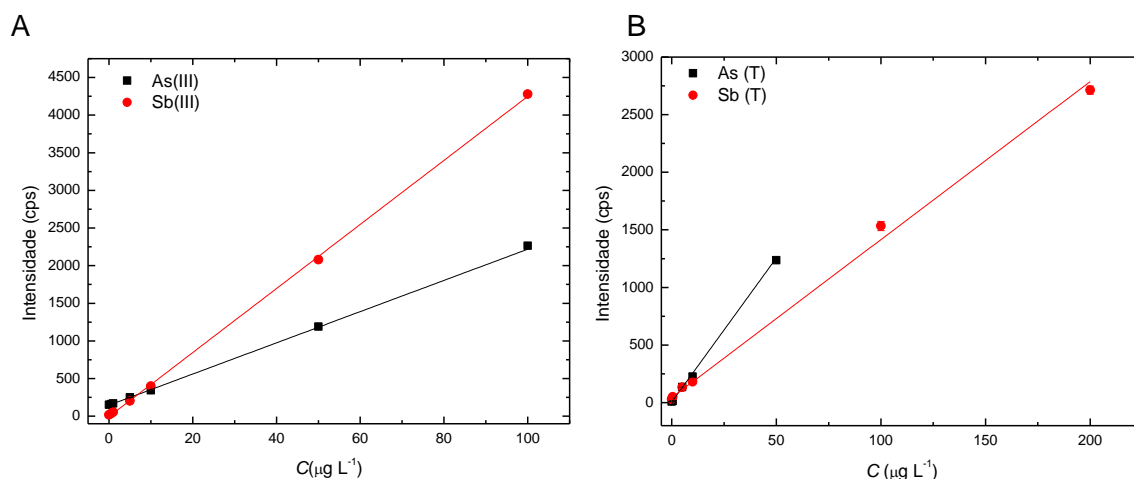 A
As(III)
Sb(III)
4500
4000
3500
3000
2500
2000
1500
1000
500
0
Intensidade (cps)
0 20 40 60 80 100
C(μg L⁻¹)
B
As (T)
Sb (T)
3000
2500
2000
1500
1000
500
0
Intensidade (cps)
0 50 100 150 200
C (μg L⁻¹)